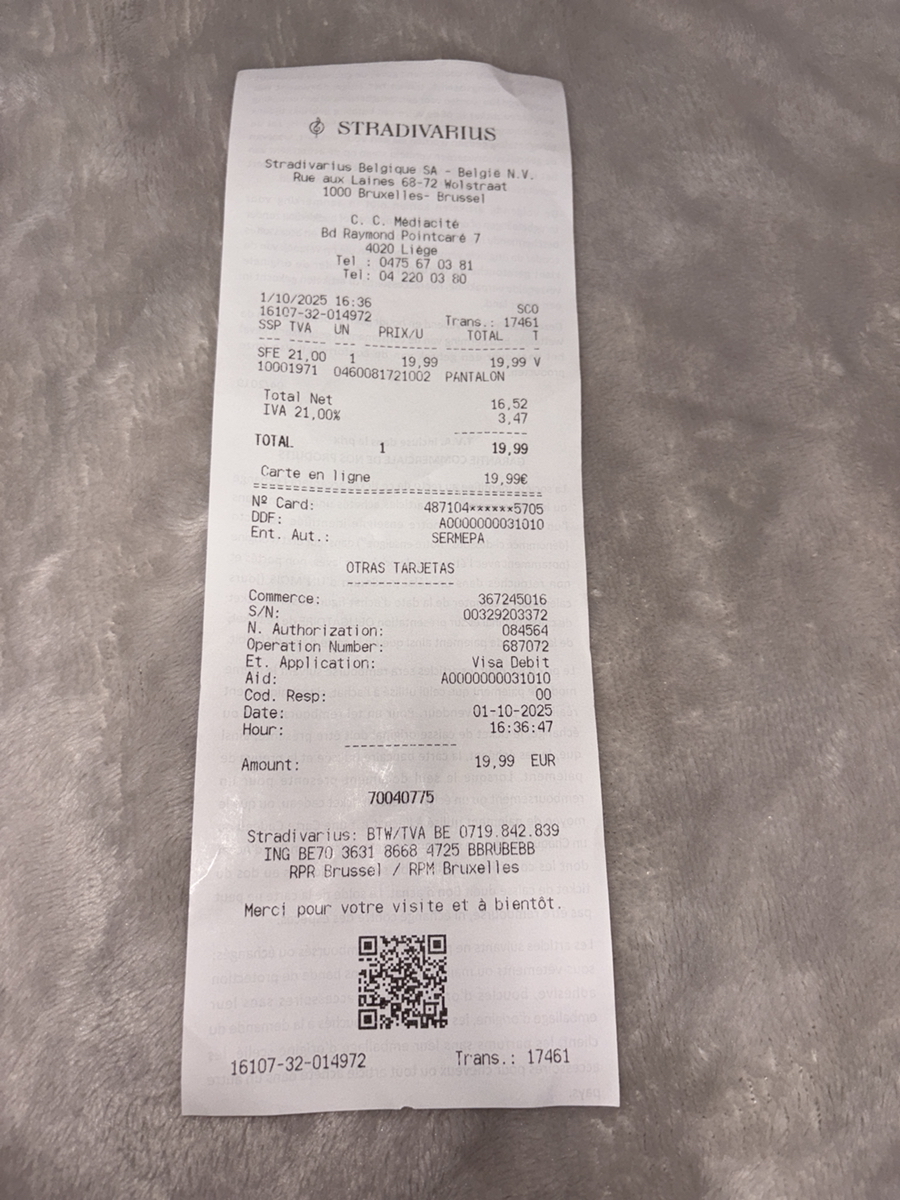 STRADIVARIUS
Stradivarius Belgique SA - België N.V.
Rue aux Laines 68-72 Wolstraat
1000 Bruxelles- Brussel
C. C. Médiacité
Bd Raymond Pointcaré 7
4020 Liége
Tel : 0475 67 03 81
Tel: 04 220 03 80
1/10/2025 16:36 SCO
16107-32-014972 Trans.: 17461
SSP TVA UN PRIX/U TOTAL T
--- ----- --- ---------- ---------- -
SFE 21,00 1 19,99 19,99 V
10001971 0460081721002 PANTALON
Total Net 16,52
IVA 21,00% 3,47
----------
TOTAL 1 19,99
Carte en ligne 19,99€
========================================
Nº Card: 487104******5705
DDF: A0000000031010
Ent. Aut.: SERMEPA
OTRAS TARJETAS
--------------
Commerce: 367245016
S/N: 00329203372
N. Authorization: 084564
Operation Number: 687072
Et. Application: Visa Debit
Aid: A0000000031010
Cod. Resp: 00
Date: 01-10-2025
Hour: 16:36:47
--------------
Amount: 19,99 EUR
70040775
Stradivarius: BTW/TVA BE 0719.842.839
ING BE70 3631 8668 4725 BBRUBEBB
RPR Brussel / RPM Bruxelles
Merci pour votre visite et à bientôt.
16107-32-014972 Trans.: 17461